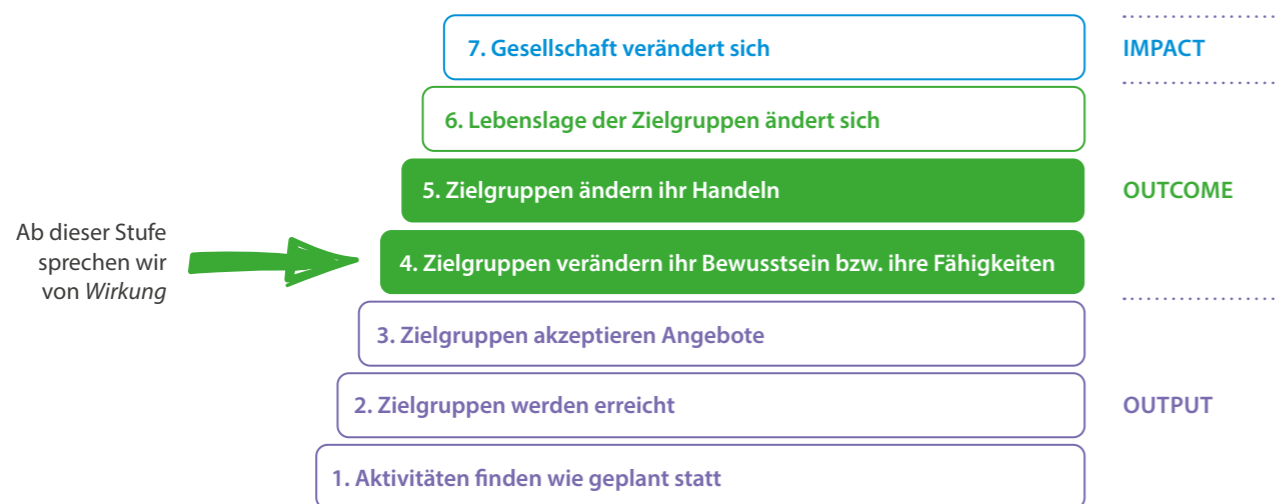 7. Gesellschaft verändert sich
IMPACT
6. Lebenslage der Zielgruppen ändert sich
5. Zielgruppen ändern ihr Handeln
OUTCOME
Ab dieser Stufe
sprechen wir
von Wirkung
4. Zielgruppen verändern ihr Bewusstsein bzw. ihre Fähigkeiten
3. Zielgruppen akzeptieren Angebote
2. Zielgruppen werden erreicht
OUTPUT
1. Aktivitäten finden wie geplant statt